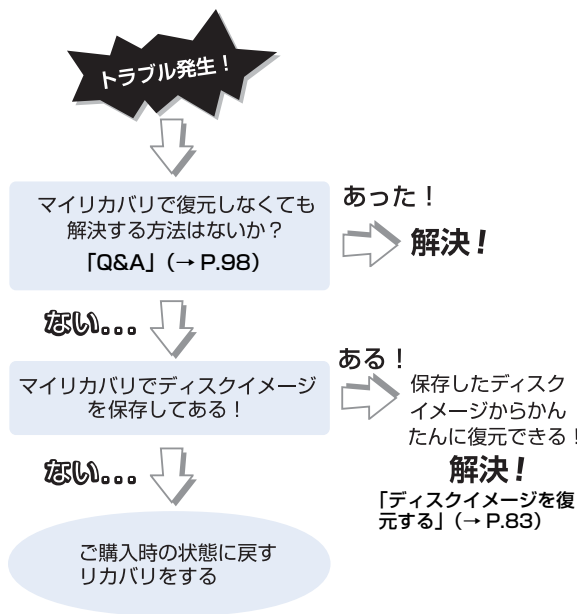 トラブル発生！
マイリカバリで復元しなくても
解決する方法はないか？
「Q&A」（→ P.98）
あった！
解決！
ない…
マイリカバリでディスクイメージ
を保存してある！
ある！
保存したディスク
イメージからかん
たんに復元できる！
解決！
「ディスクイメージを復
元する」（→ P.83）
ない…
ご購入時の状態に戻す
リカバリをする